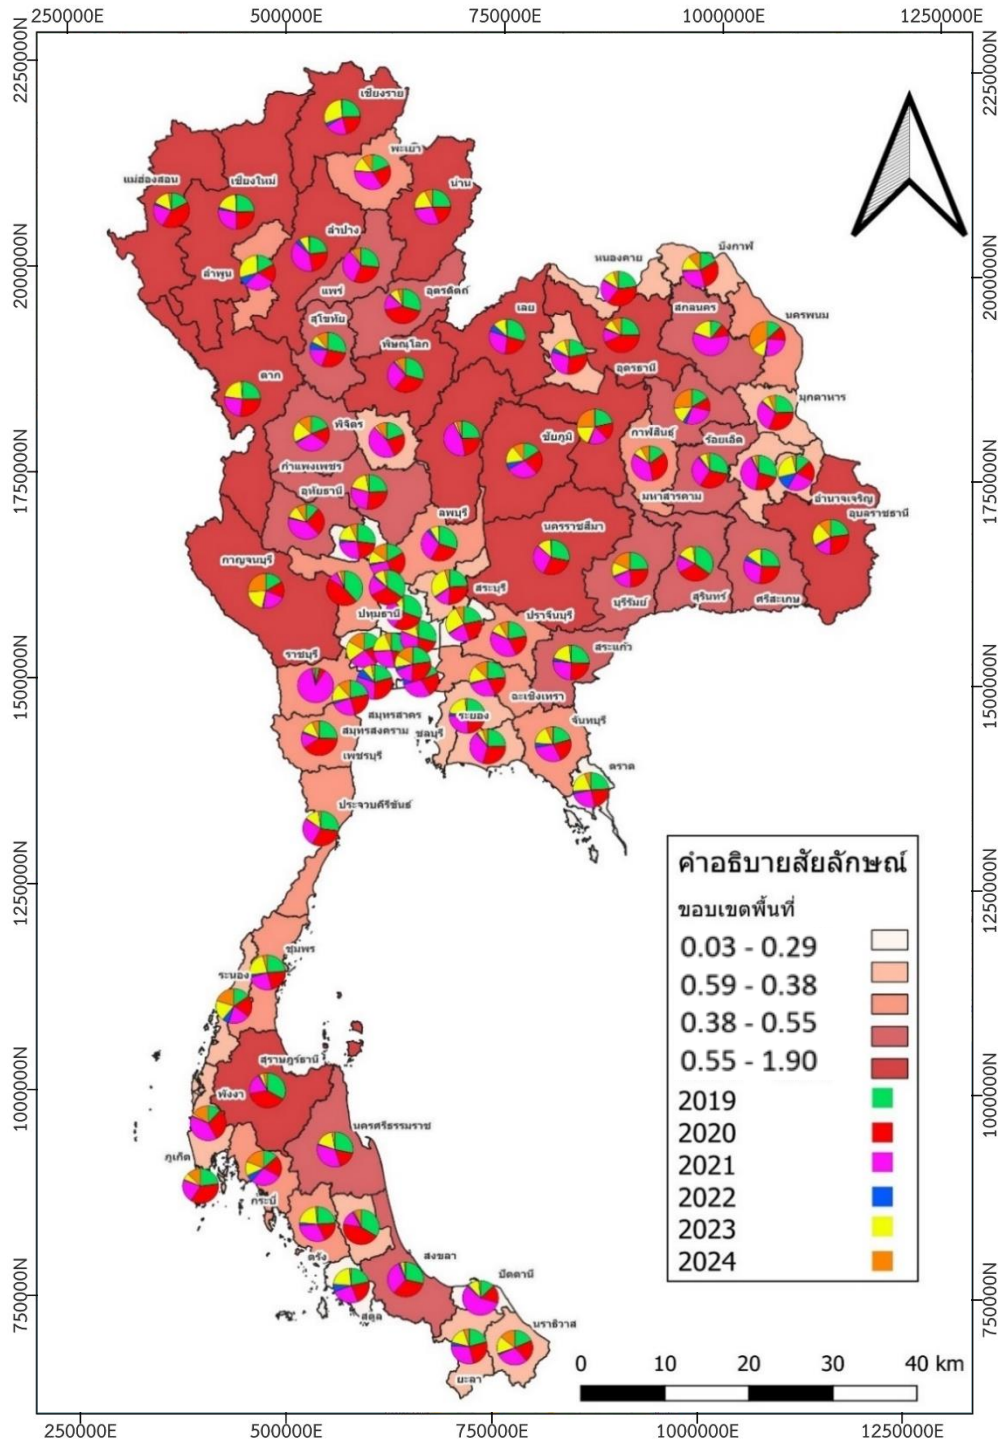 250000E 500000E 750000E 1000000E 1250000E
2250000N 2250000N
2000000N 2000000N
1750000N 1750000N
1500000N 1500000N
1250000N 1250000N
1000000N 1000000N
750000N 750000N
เชียงราย
พะเยา
แม่ฮ่องสอน
เชียงใหม่
น่าน
ลำปาง
ลำพูน
แพร่
อุตรดิตถ์
สุโขทัย
พิษณุโลก
ตาก
เลย
หนองคาย
บึงกาฬ
สกลนคร
นครพนม
อุดรธานี
มุกดาหาร
พิจิตร
ชัยภูมิ
กาฬสินธุ์
ร้อยเอ็ด
กำแพงเพชร
มหาสารคาม
อุทัยธานี
อำนาจเจริญ
อุบลราชธานี
ลพบุรี
นครราชสีมา
กาญจนบุรี
สระบุรี
บุรีรัมย์
สุรินทร์
ศรีสะเกษ
ปทุมธานี
ปราจีนบุรี
ราชบุรี
สระแก้ว
ฉะเชิงเทรา
สมุทรสาคร
ระยอง
สมุทรสงคราม
ชลบุรี
จันทบุรี
เพชรบุรี
ตราด
ประจวบคีรีขันธ์
ชุมพร
ระนอง
สุราษฎร์ธานี
พังงา
นครศรีธรรมราช
ภูเก็ต
กระบี่
ตรัง
สงขลา
ปัตตานี
สตูล
นราธิวาส
ยะลา
คำอธิบายสัยลักษณ์
ขอบเขตพื้นที่
0.03 - 0.29
0.59 - 0.38
0.38 - 0.55
0.55 - 1.90
2019
2020
2021
2022
2023
2024
0 10 20 30 40 km
250000E 500000E 750000E 1000000E 1250000E